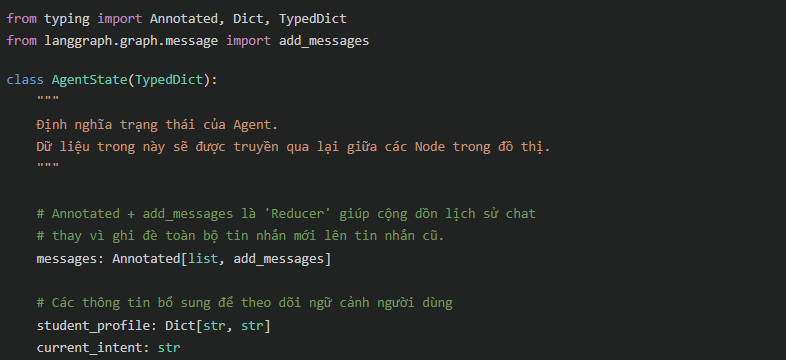 from typing import Annotated, Dict, TypedDict
from langgraph.graph.message import add_messages
class AgentState(TypedDict):
"""
Định nghĩa trạng thái của Agent.
Dữ liệu trong này sẽ được truyền qua lại giữa các Node trong đồ thị.
"""
# Annotated + add_messages là 'Reducer' giúp cộng dồn lịch sử chat
# thay vì ghi đè toàn bộ tin nhắn mới lên tin nhắn cũ.
messages: Annotated[list, add_messages]
# Các thông tin bổ sung để theo dõi ngữ cảnh người dùng
student_profile: Dict[str, str]
current_intent: str